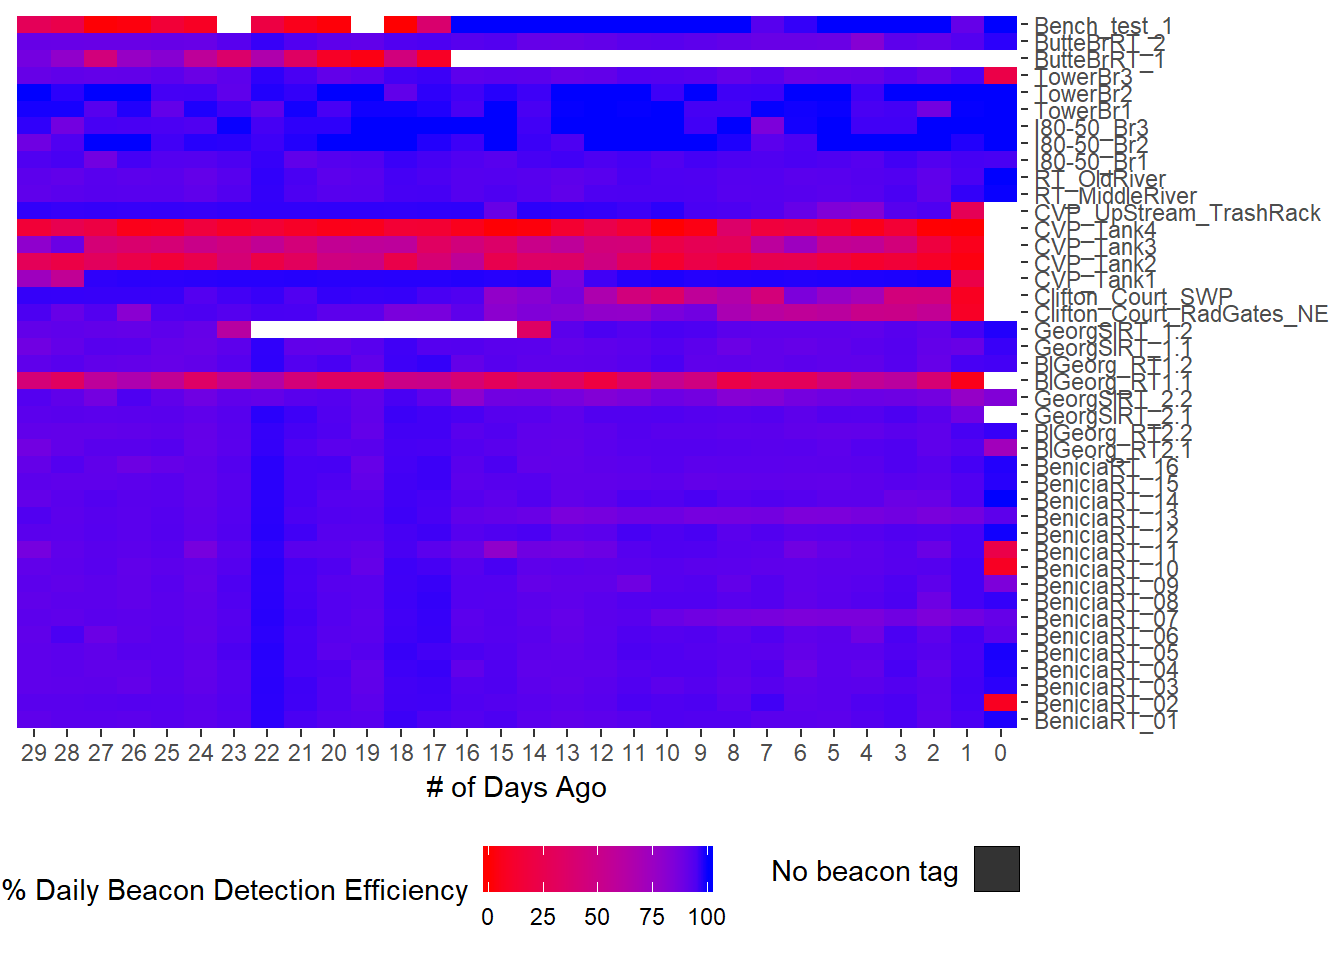 Bench_test_1
ButteBrRT_2
ButteBrRT_1
TowerBr3
TowerBr2
TowerBr1
I80-50_Br3
I80-50_Br2
I80-50_Br1
RT_OldRiver
RT_MiddleRiver
CVP_UpStream_TrashRack
CVP_Tank4
CVP_Tank3
CVP_Tank2
CVP_Tank1
Clifton_Court_SWP
Clifton_Court_RadGates_NE
GeorgSlRT_1.2
GeorgSlRT_1.1
BlGeorg_RT1.2
BlGeorg_RT1.1
GeorgSlRT_2.2
GeorgSlRT_2.1
BlGeorg_RT2.2
BlGeorg_RT2.1
BeniciaRT_16
BeniciaRT_15
BeniciaRT_14
BeniciaRT_13
BeniciaRT_12
BeniciaRT_11
BeniciaRT_10
BeniciaRT_09
BeniciaRT_08
BeniciaRT_07
BeniciaRT_06
BeniciaRT_05
BeniciaRT_04
BeniciaRT_03
BeniciaRT_02
BeniciaRT_01
29 28 27 26 25 24 23 22 21 20 19 18 17 16 15 14 13 12 11 10 9 8 7 6 5 4 3 2 1 0
# of Days Ago
% Daily Beacon Detection Efficiency
0 25 50 75 100
No beacon tag